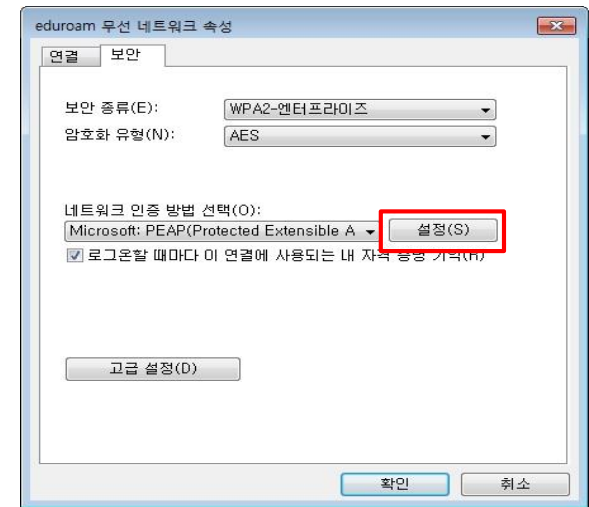 eduroam 무선 네트워크 속성
연결 보안
보안 종류(E): WPA2-엔터프라이즈
암호화 유형(N): AES
네트워크 인증 방법 선택(O):
Microsoft: PEAP(Protected Extensible A 설정(S)
로그온할 때마다 이 연결에 사용되는 내 자격 증명 기억(R)
고급 설정(D)
확인 취소